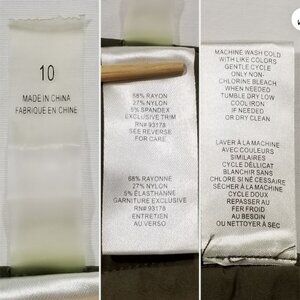 10
MADE IN CHINA
FABRIQUE EN CHINE
68% RAYON
27% NYLON
5% SPANDEX
EXCLUSIVE TRIM
RN# 93178
SEE REVERSE
FOR CARE
68% RAYONNE
27% NYLON
5% ÉLASTHANNE
GARNITURE EXCLUSIVE
RN# 93178
ENTRETIEN
AU VERSO
MACHINE WASH COLD
WITH LIKE COLORS
GENTLE CYCLE
ONLY NON-
CHLORINE BLEACH
WHEN NEEDED
TUMBLE DRY LOW
COOL IRON
IF NEEDED
OR DRY CLEAN
LAVER À LA MACHINE
AVEC COULEURS
SIMILAIRES
CYCLE DÉLLICAT
BLANCHIR SANS
CHLORE SI NÉCESSAIRE
SÉCHER À LA MACHINE
CYCLE DOUX
REPASSER AU
FER FROID
AU BESOIN
OU NETTOYER À SEC